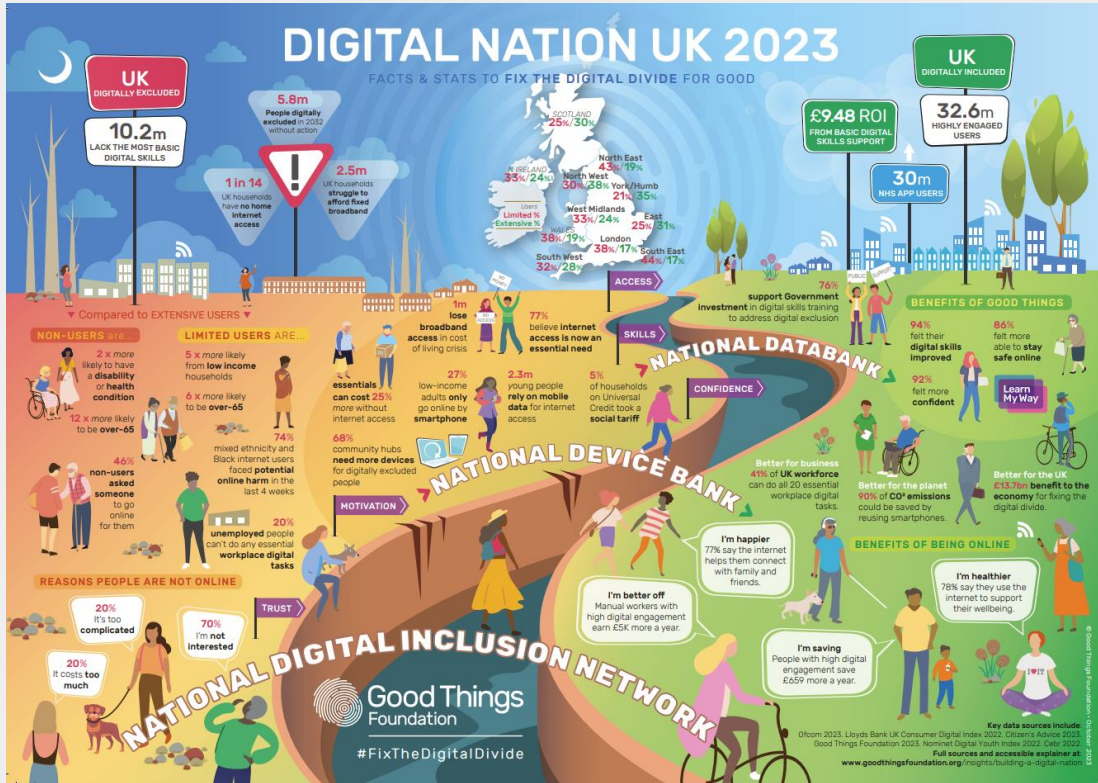 DIGITAL NATION UK 2023
FACTS & STATS TO FIX THE DIGITAL DIVIDE FOR GOOD
UK
DIGITALLY EXCLUDED
10.2m
LACK THE MOST BASIC
DIGITAL SKILLS
5.8m
People digitally
excluded in 2032
without action
!
1 in 14
UK households
have no home
internet
access
2.5m
UK households
struggle to
afford fixed
broadband
SCOTLAND
25%/30%
N IRELAND
33%/24%
North East
43%/19%
North West
30%/38%
York/Humb
21%/35%
Users
Limited %
Extensive %
West Midlands
33%/24%
East
25%/31%
WALES
38%/19%
London
38%/17%
South East
44%/17%
South West
32%/28%
£9.48 ROI
FROM BASIC DIGITAL
SKILLS SUPPORT
UK
DIGITALLY INCLUDED
32.6m
HIGHLY ENGAGED
USERS
30m
NHS APP USERS
▼ Compared to EXTENSIVE USERS ▼
NON-USERS are...
2 x more
likely to have
a disability
or health
condition
12 x more likely
to be over-65
46%
non-users
asked
someone
to go
online
for them
LIMITED USERS ARE...
5 x more likely
from low income
households
6 x more likely
to be over-65
74%
mixed ethnicity and
Black internet users
faced potential
online harm in the
last 4 weeks
20%
unemployed people
can't do any essential
workplace digital
tasks
essentials
can cost 25%
more without
internet access
68%
community hubs
need more devices
for digitally excluded
people
1m
lose
broadband
access in cost
of living crisis
27%
low-income
adults only
go online by
smartphone
NO
ACCESS
NO
MONEY
77%
believe internet
access is now an
essential need
2.3m
young people
rely on mobile
data for internet
access
5%
of households
on Universal
Credit took a
social tariff
ACCESS
SKILLS
CONFIDENCE
MOTIVATION
TRUST
NATIONAL DATABANK
NATIONAL DEVICE BANK
NATIONAL DIGITAL INCLUSION NETWORK
76%
support Government
investment in digital skills training
to address digital exclusion
PUBLIC
SUPPORT
BENEFITS OF GOOD THINGS
94%
felt their
digital skills
improved
86%
felt more
able to stay
safe online
92%
felt more
confident
Learn
My Way
Better for business
41% of UK workforce
can do all 20 essential
workplace digital
tasks.
Better for the planet
90% of CO² emissions
could be saved by
reusing smartphones.
Better for the UK
£13.7bn benefit to the
economy for fixing the
digital divide.
BENEFITS OF BEING ONLINE
I'm happier
77% say the internet
helps them connect
with family and
friends.
I'm better off
Manual workers with
high digital engagement
earn £5K more a year.
I'm saving
People with high digital
engagement save
£659 more a year.
I'm healthier
78% say they use the
internet to support
their wellbeing.
I ♥ IT
REASONS PEOPLE ARE NOT ONLINE
20%
It's too
complicated
70%
I'm not
interested
20%
It costs too
much
Good Things
Foundation
#FixTheDigitalDivide
Key data sources include:
Ofcom 2023. Lloyds Bank UK Consumer Digital Index 2022. Citizen's Advice 2023.
Good Things Foundation 2023. Nominet Digital Youth Index 2022. Cebr 2022.
Full sources and accessible explainer at:
www.goodthingsfoundation.org/insights/building-a-digital-nation
© Good Things Foundation - October 2023